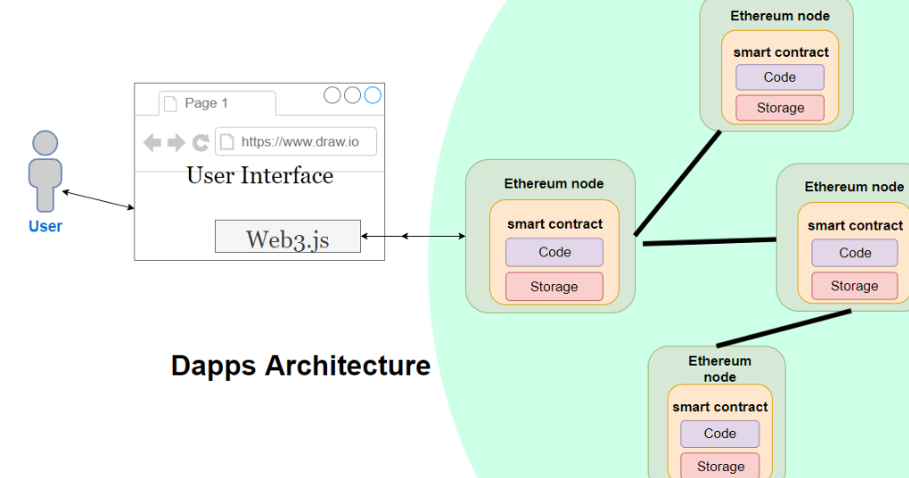 Ethereum node
smart contract
Code
Storage
Page 1
https://www.draw.io
User Interface
User
Web3.js
Ethereum node
smart contract
Code
Storage
Ethereum node
smart contract
Code
Storage
Dapps Architecture
Ethereum
node
smart contract
Code
Storage